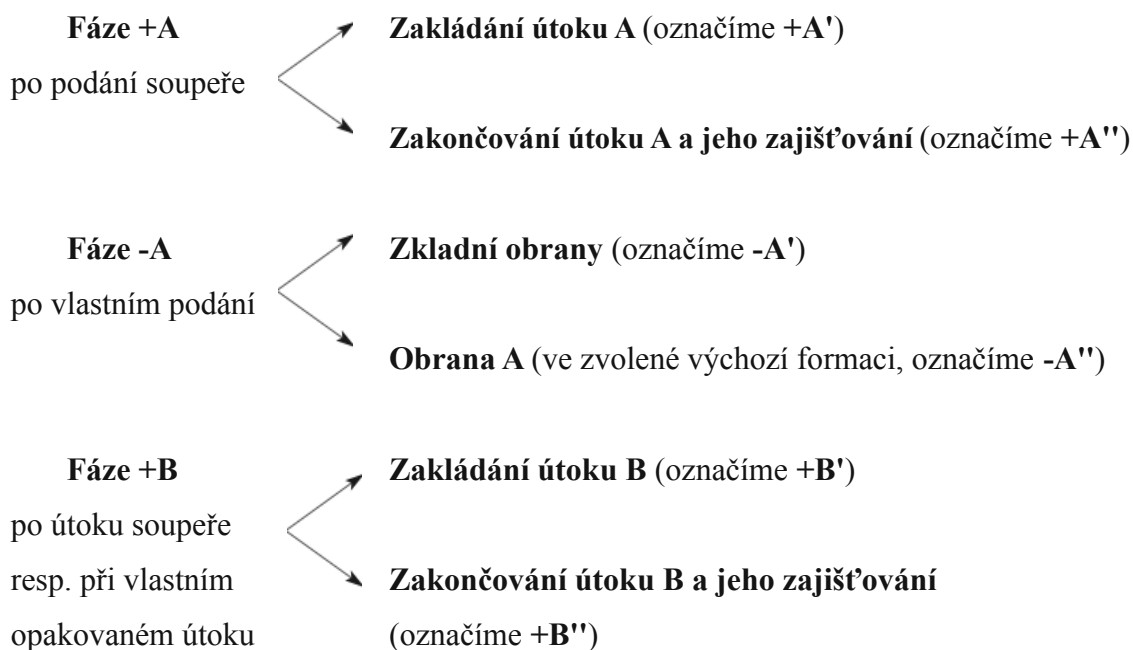 Fáze +A
po podání soupeře
Zakládání útoku A (označíme +A')
Zakončování útoku A a jeho zajišťování (označíme +A'')
Fáze -A
po vlastním podání
Zkladní obrany (označíme -A')
Obrana A (ve zvolené výchozí formaci, označíme -A'')
Fáze +B
po útoku soupeře
resp. při vlastním
opakovaném útoku
Zakládání útoku B (označíme +B')
Zakončování útoku B a jeho zajišťování
(označíme +B'')